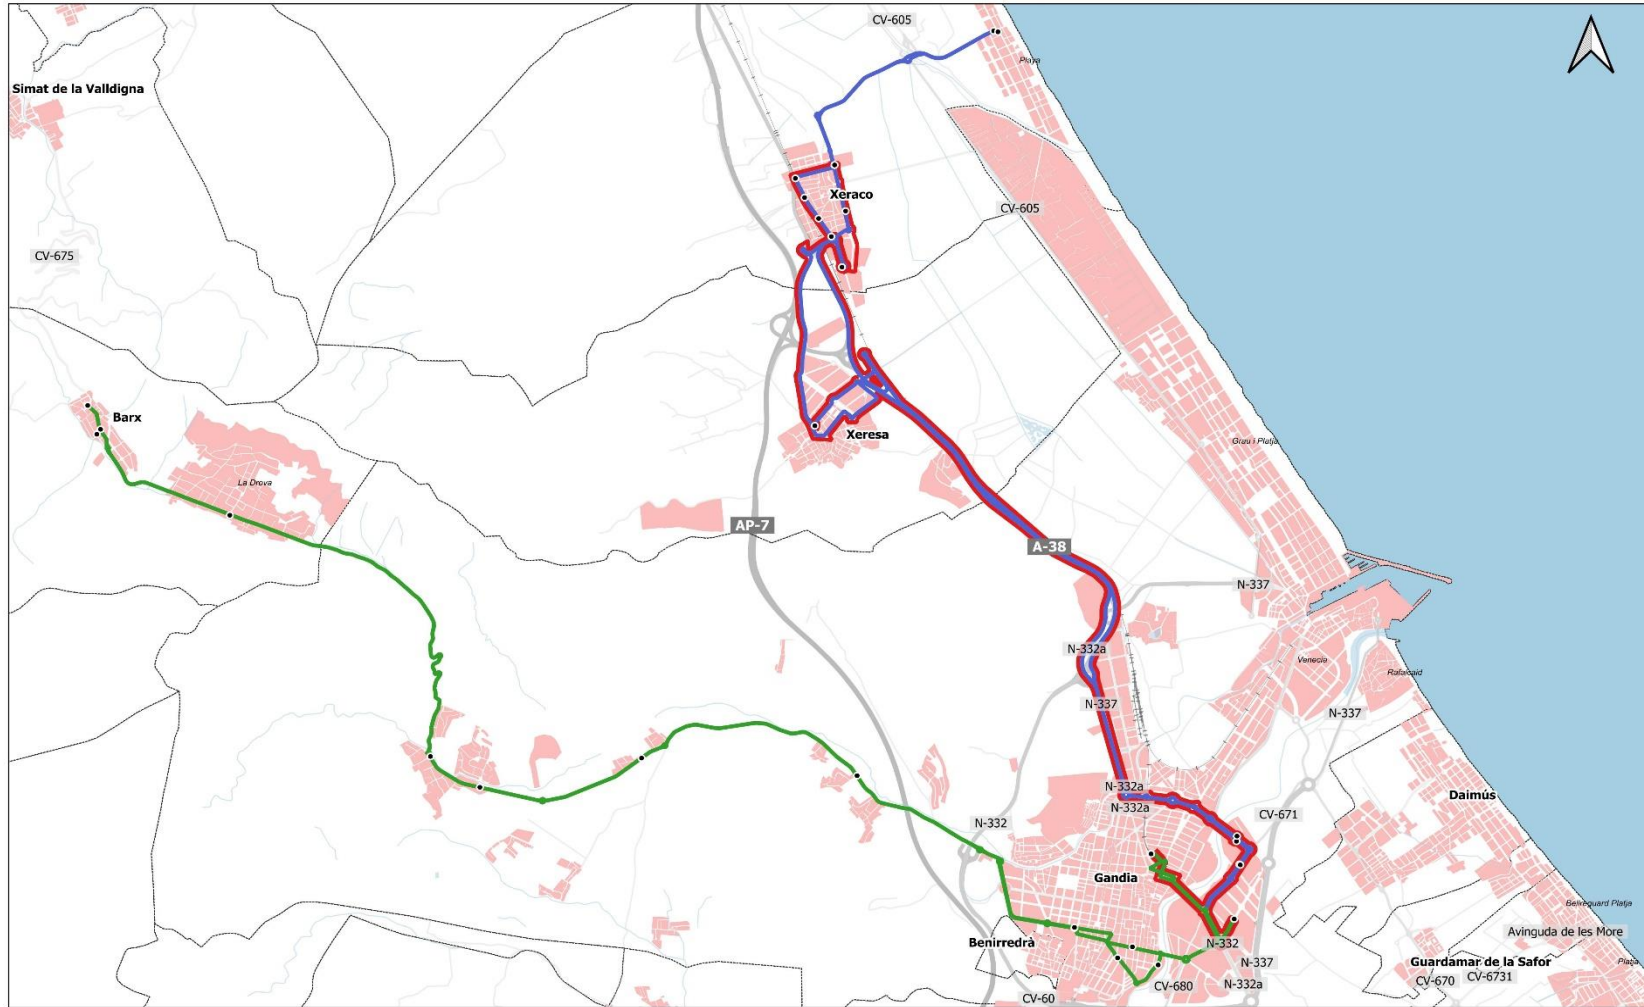 CV-605
Playa
Simat de la Valldigna
Xeraco
CV-605
CV-675
Barx
Xeresa
Grau i Platja
La Drova
AP-7
A-38
N-337
N-332a
Venecia
Rafalcaid
N-337
N-337
N-332a
N-332a
Daimús
CV-671
N-332
Gandia
Bellreguard Platja
Avinguda de les More
Benirredrà
N-332
N-337
Guardamar de la Safor
Platja
CV-670
CV-6731
CV-680
N-332a
CV-60